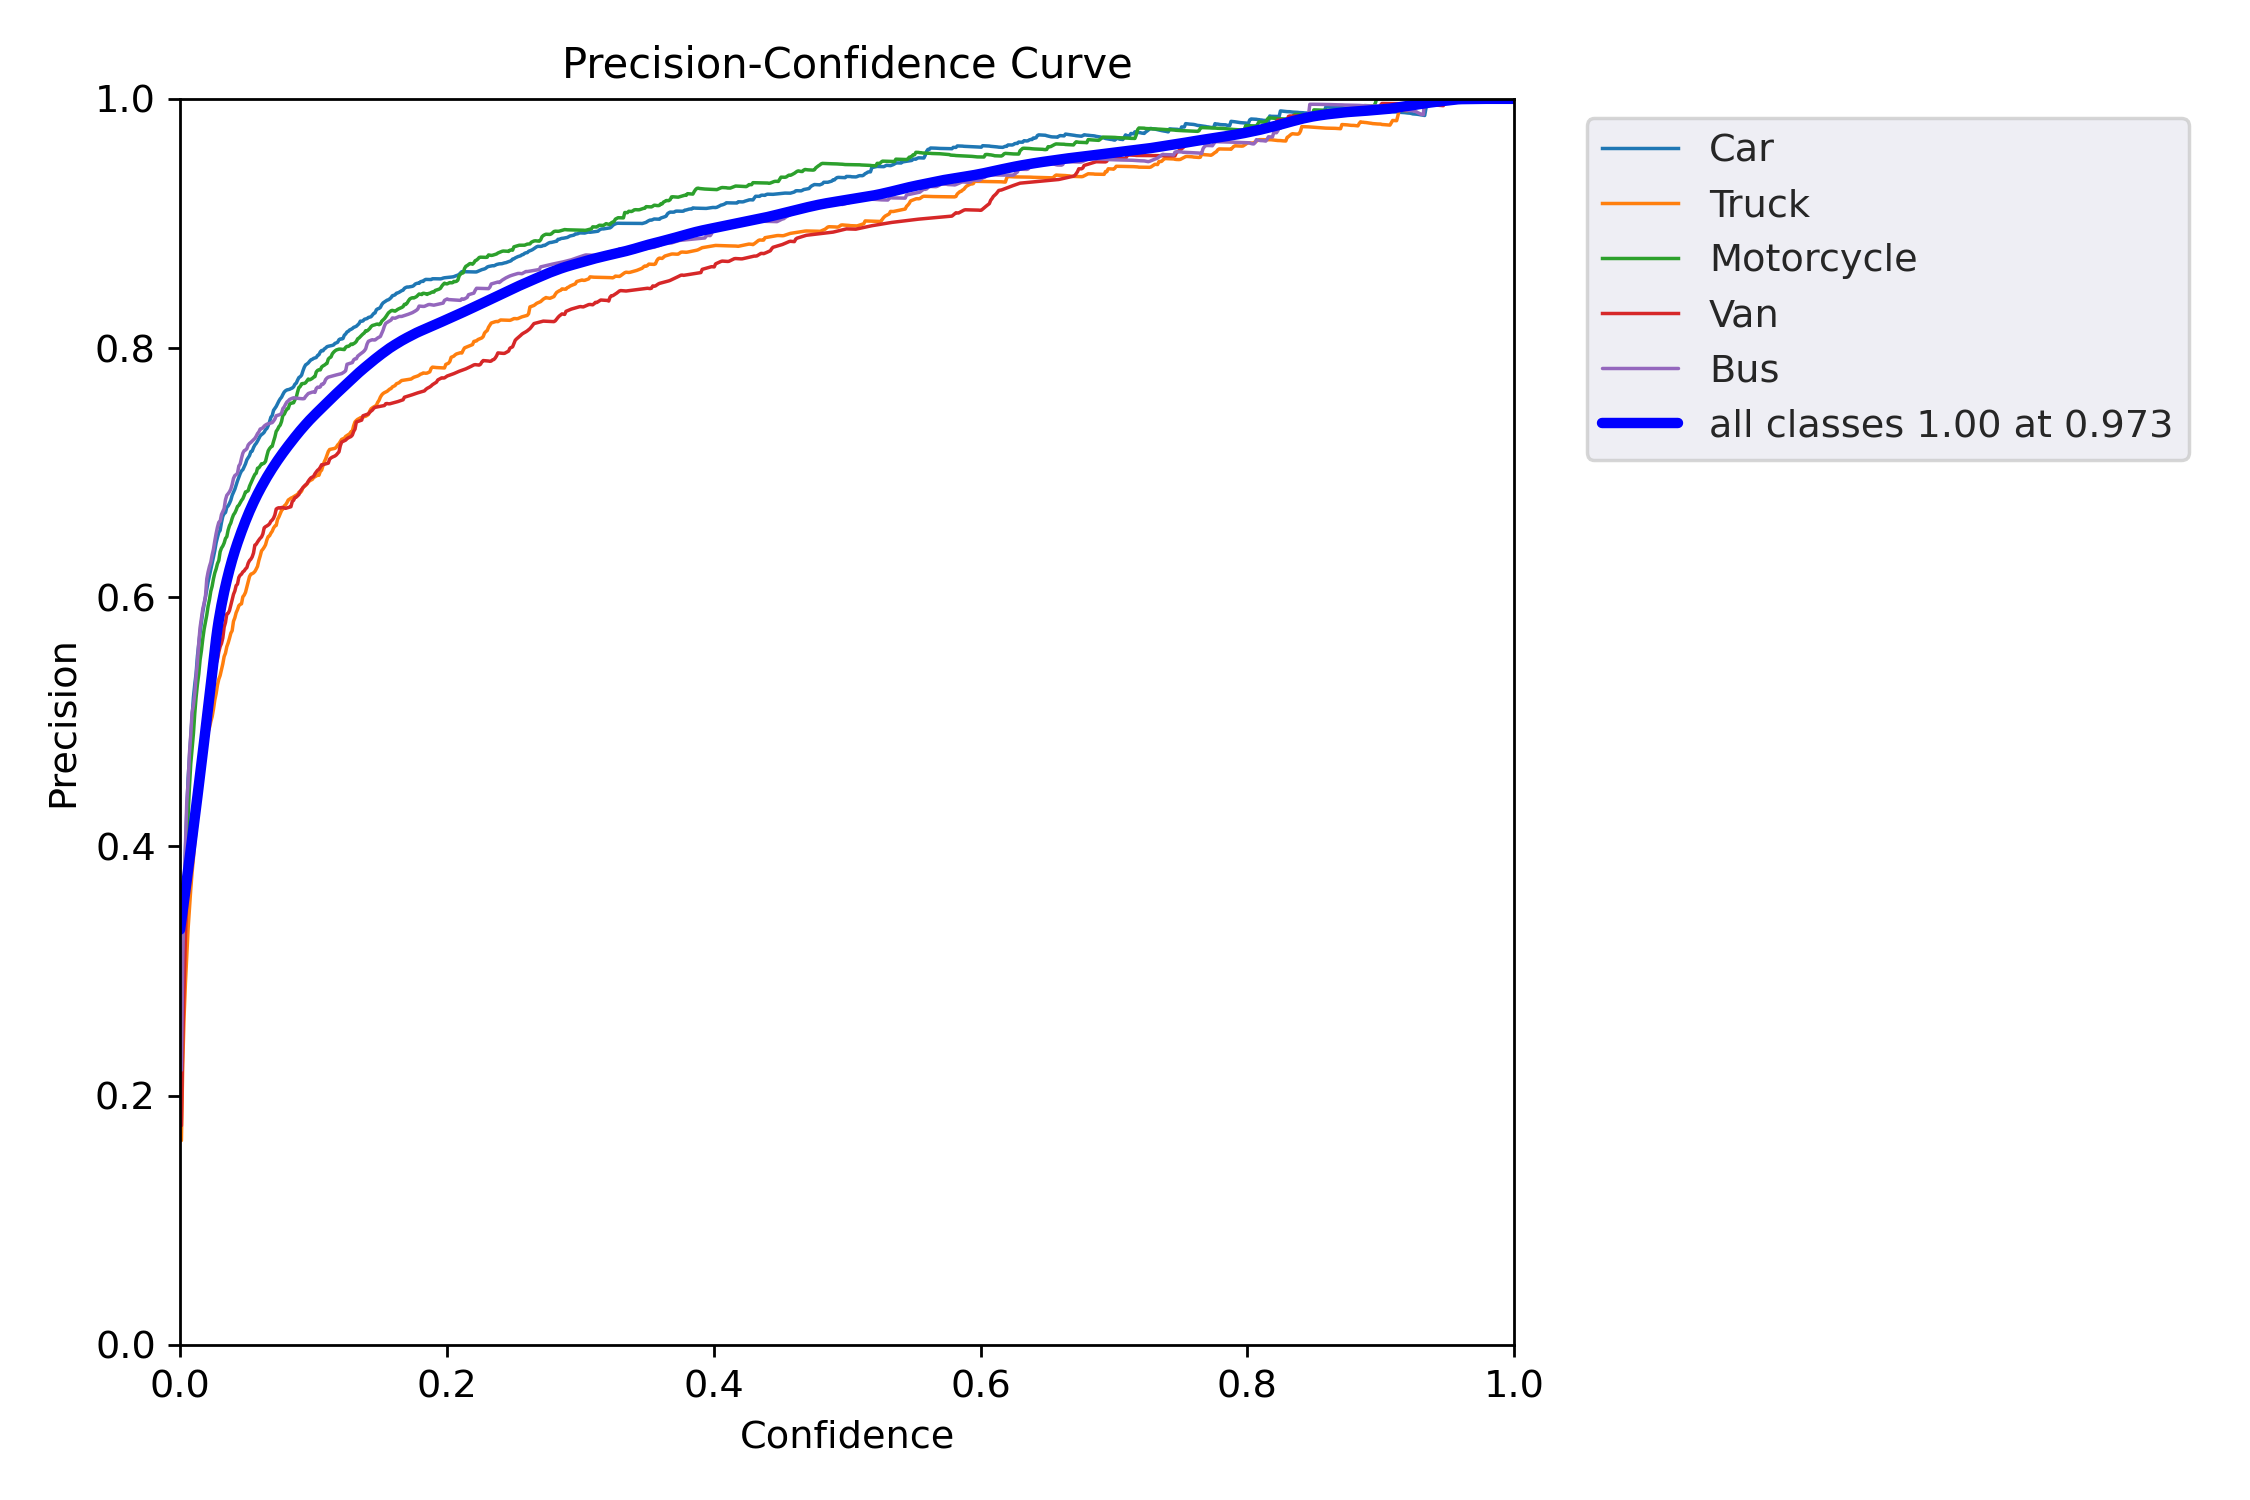 Precision-Confidence Curve
1.0
0.8
0.6
0.4
0.2
0.0
Precision
0.0 0.2 0.4 0.6 0.8 1.0
Confidence
Car
Truck
Motorcycle
Van
Bus
all classes 1.00 at 0.973